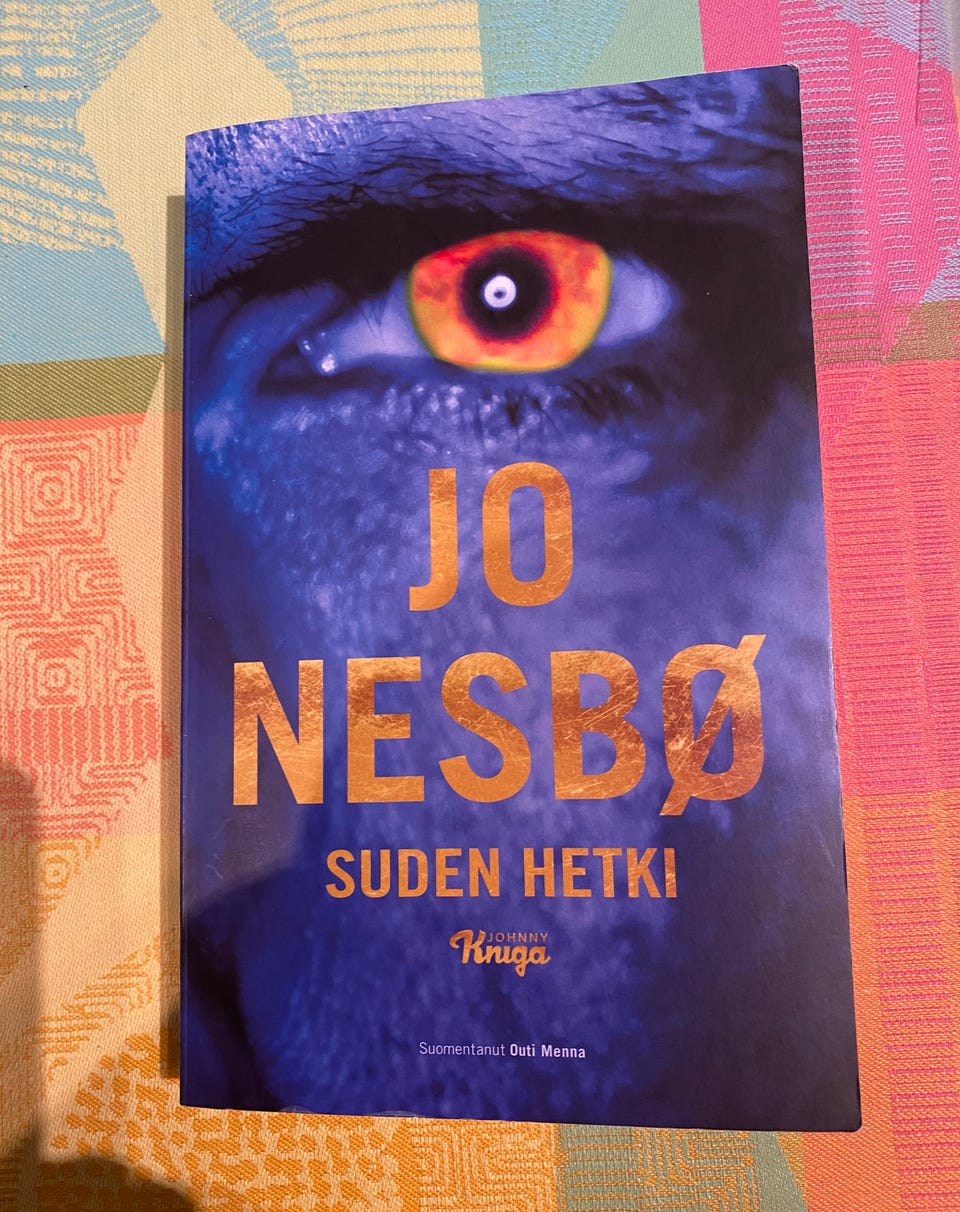 JO
NESBØ
SUDEN HETKI
JOHNNY
Kniga
Suomentanut Outi Menna